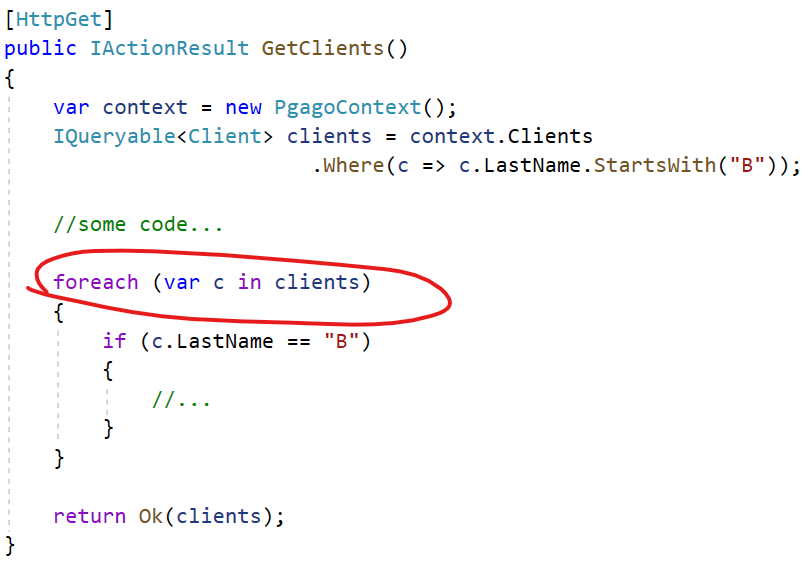 [HttpGet]
public IActionResult GetClients()
{
var context = new PgagoContext();
IQueryable<Client> clients = context.Clients
.Where(c => c.LastName.StartsWith("B"));
//some code...
foreach (var c in clients)
{
if (c.LastName == "B")
{
//...
}
}
return Ok(clients);
}